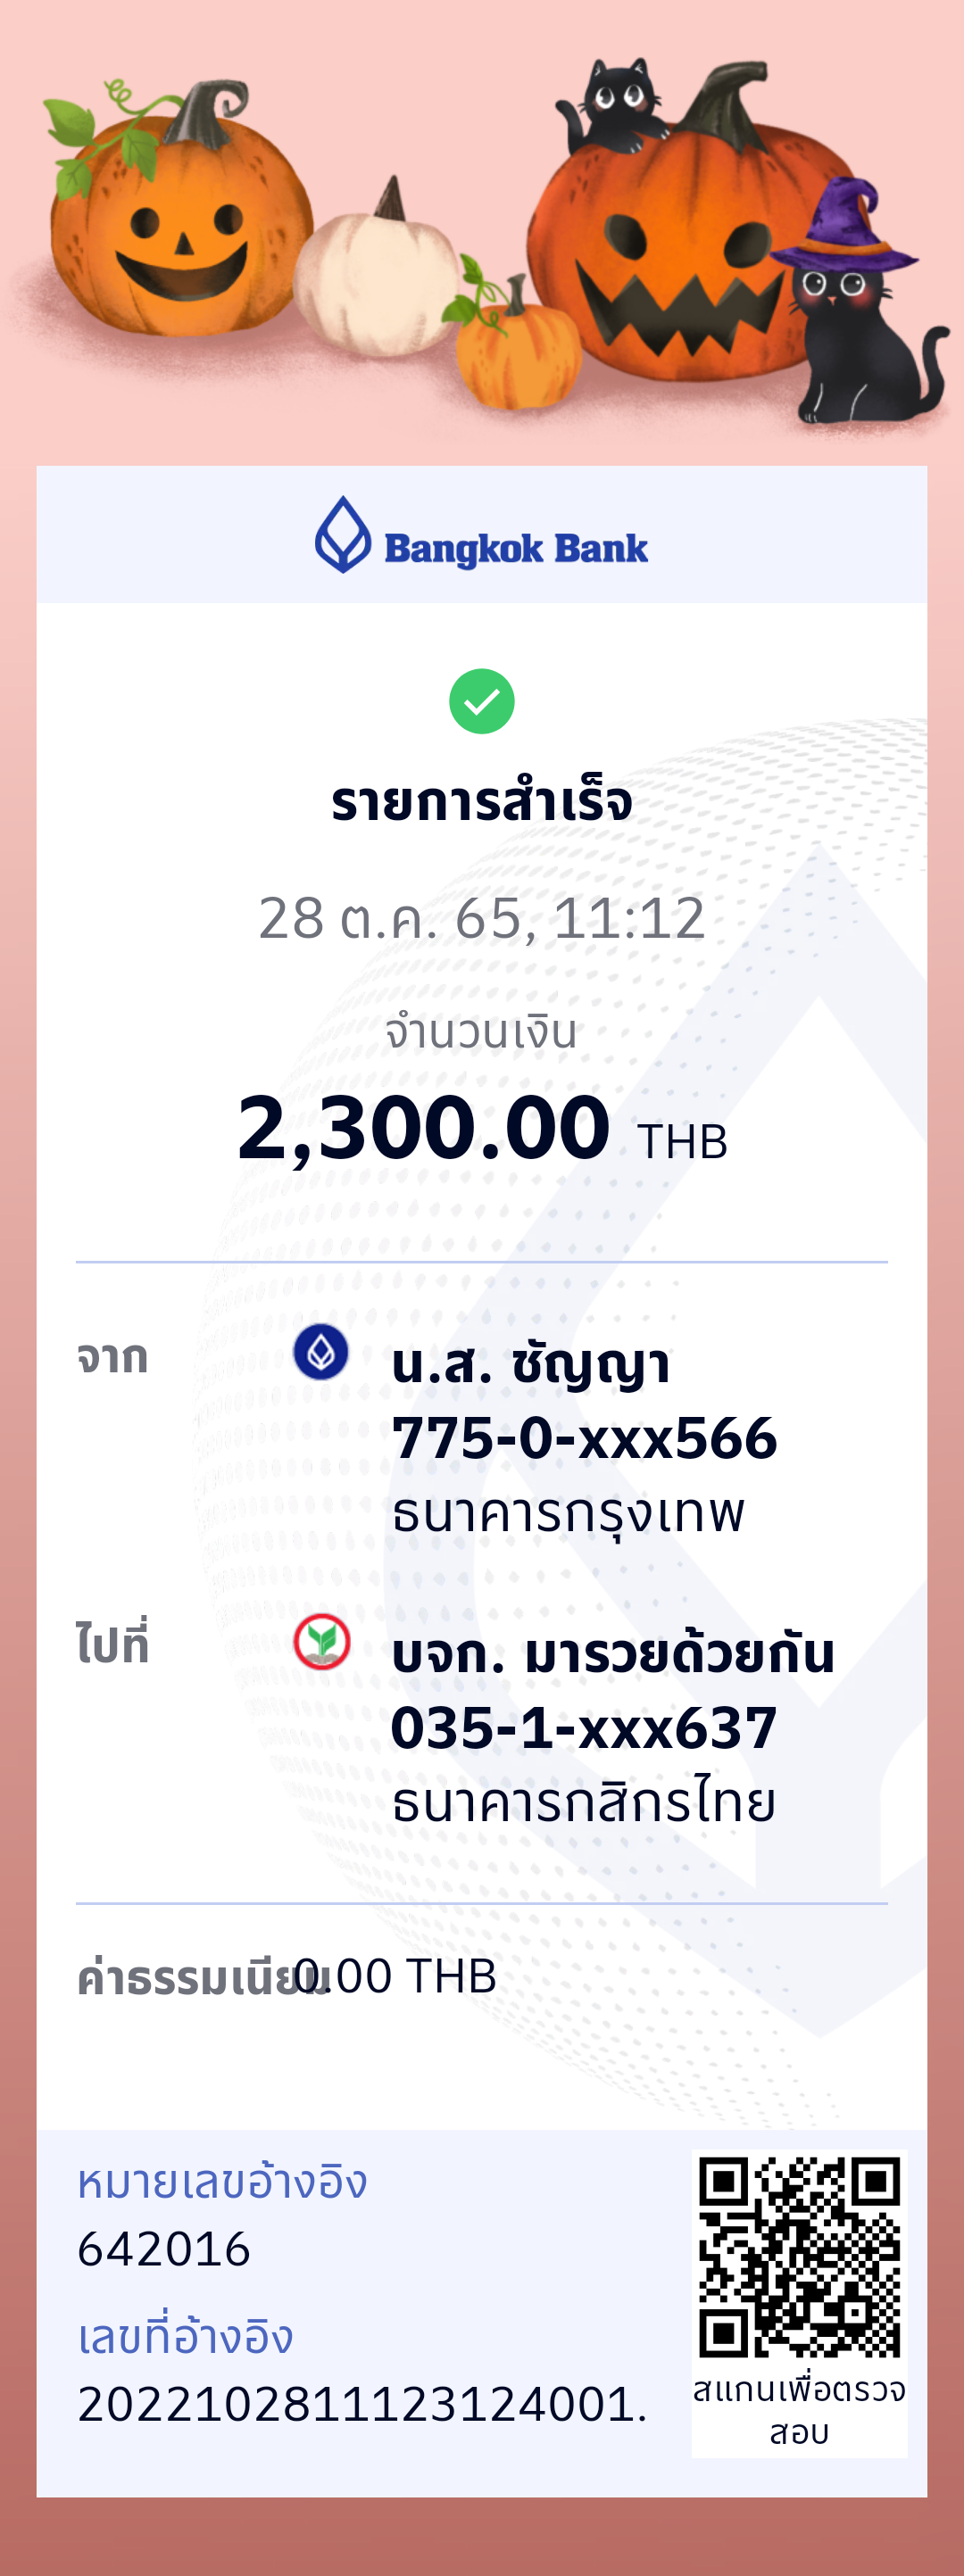 Bangkok Bank
รายการสำเร็จ
28 ต.ค. 65, 11:12
จำนวนเงิน
2,300.00 THB
จาก
น.ส. ชัญญา
775-0-xxx566
ธนาคารกรุงเทพ
ไปที่
บจก. มารวยด้วยกัน
035-1-xxx637
ธนาคารกสิกรไทย
ค่าธรรมเนียม 0.00 THB
หมายเลขอ้างอิง
642016
เลขที่อ้างอิง
2022102811123124001.
สแกนเพื่อตรวจ
สอบ